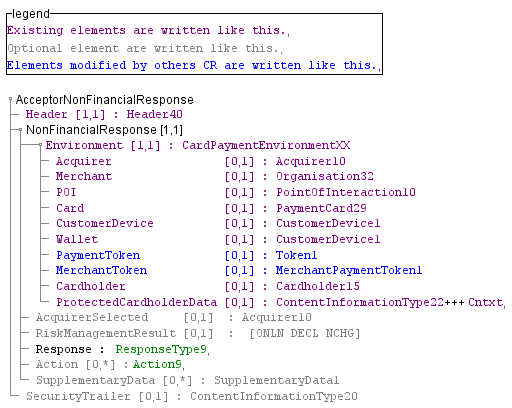 legend
Existing elements are written like this.,
Optional element are written like this.,
Elements modified by others CR are written like this.,
AcceptorNonFinancialResponse
Header [1,1] : Header40
NonFinancialResponse [1,1]
Environment [1,1] : CardPaymentEnvironmentXX
Acquirer [0,1] : Acquirer10
Merchant [0,1] : Organisation32
POI [0,1] : PointOfInteraction10
Card [0,1] : PaymentCard29
CustomerDevice [0,1] : CustomerDevice1
Wallet [0,1] : CustomerDevice1
PaymentToken [0,1] : Token1
MerchantToken [0,1] : MerchantPaymentToken1
Cardholder [0,1] : Cardholder15
ProtectedCardholderData [0,1] : ContentInformationType22+++ Cntxt,
AcquirerSelected [0,1] : Acquirer10
RiskManagementResult [0,1] : [ONLN DECL NCHG]
Response : ResponseType9,
Action [0,*] : Action9,
SupplementaryData [0,*] : SupplementaryData1
SecurityTrailer [0,1] : ContentInformationType20